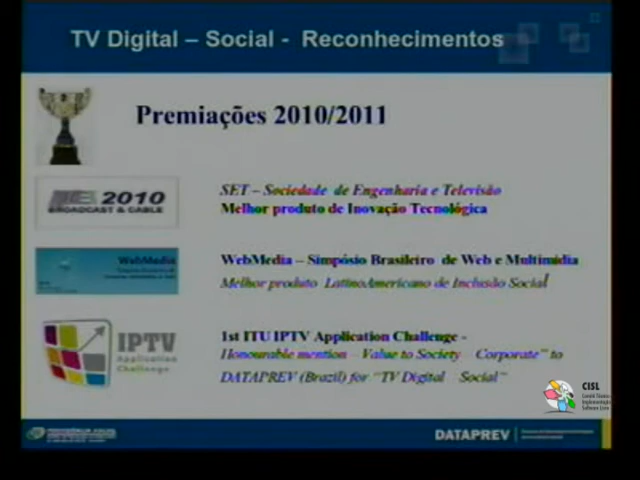 TV Digital – Social - Reconhecimentos
Premiações 2010/2011
2010
BROADCAST & CABLE
SET – Sociedade de Engenharia e Televisão
Melhor produto de Inovação Tecnológica
WebMedia
WebMedia – Simpósio Brasileiro de Web e Multimídia
Melhor produto LatinoAmericano de Inclusão Social
IPTV
Application
Challenge
1st ITU IPTV Application Challenge -
Honourable mention – Value to Society – Corporate" to
DATAPREV (Brazil) for "TV Digital – Social"
CISL
DATAPREV